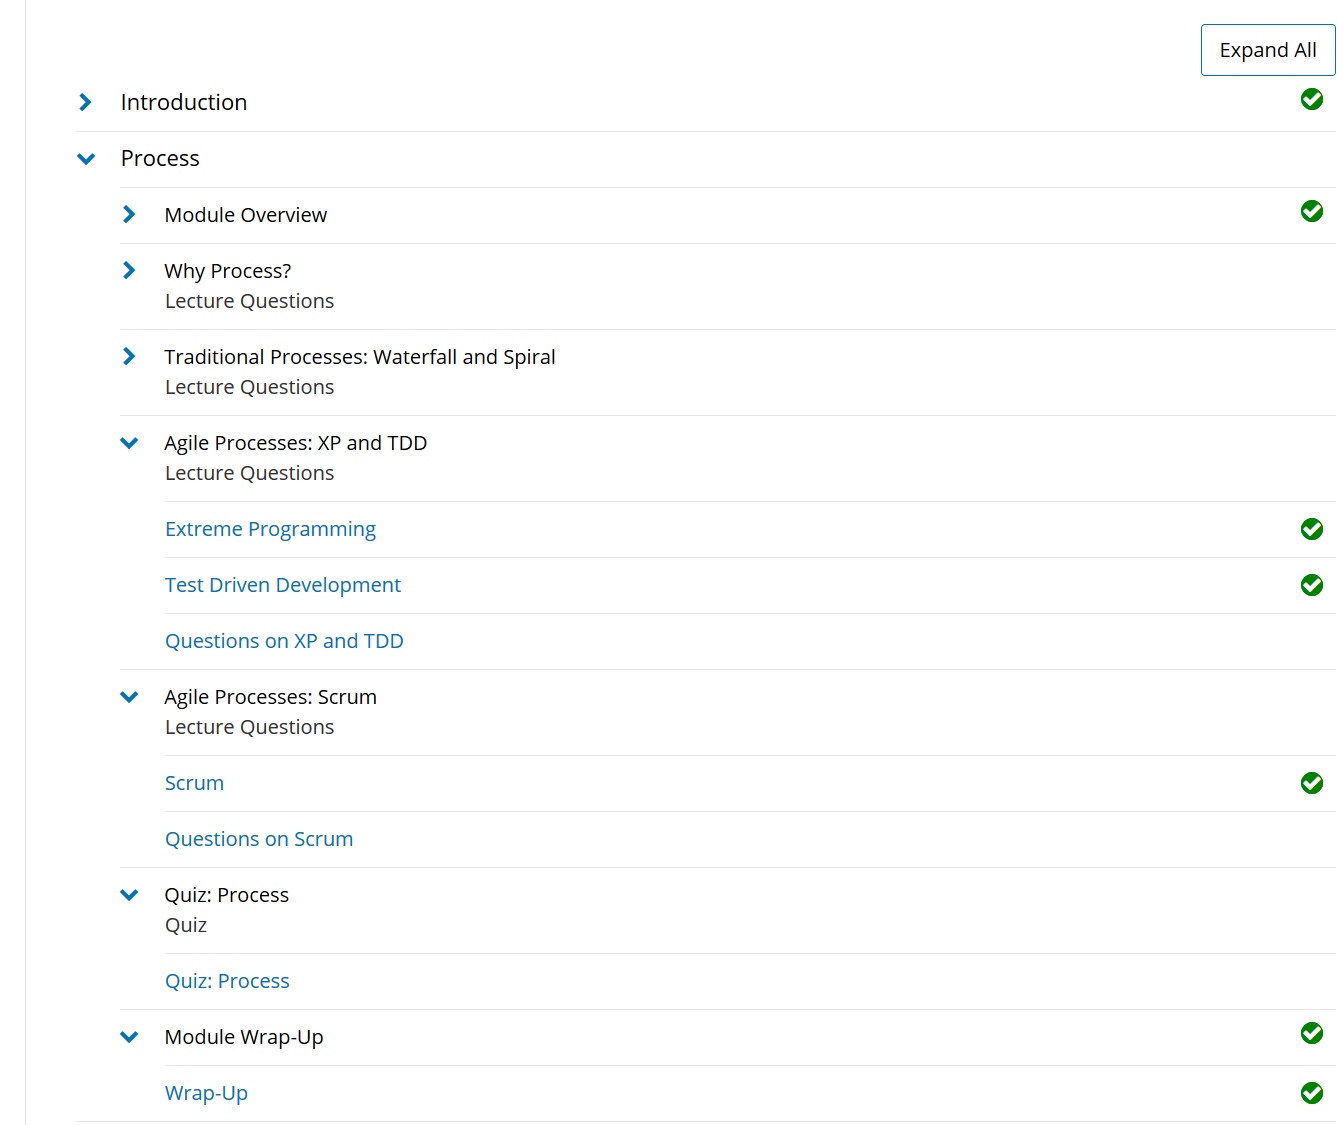 Expand All
Introduction
Process
Module Overview
Why Process?
Lecture Questions
Traditional Processes: Waterfall and Spiral
Lecture Questions
Agile Processes: XP and TDD
Lecture Questions
Extreme Programming
Test Driven Development
Questions on XP and TDD
Agile Processes: Scrum
Lecture Questions
Scrum
Questions on Scrum
Quiz: Process
Quiz
Quiz: Process
Module Wrap-Up
Wrap-Up